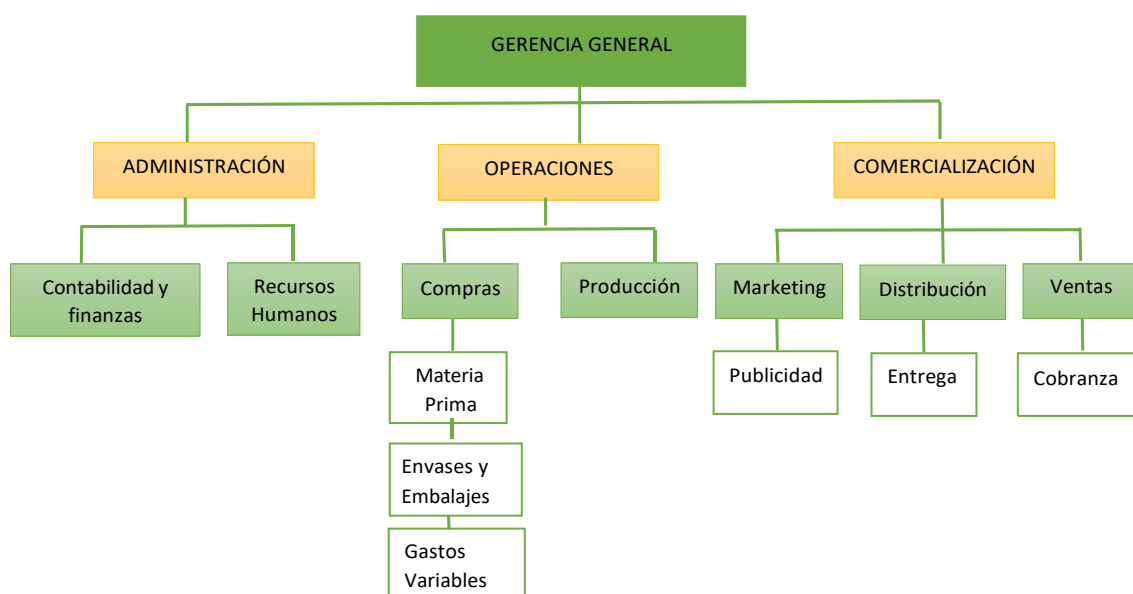 GERENCIA GENERAL
ADMINISTRACIÓN
OPERACIONES
COMERCIALIZACIÓN
Contabilidad y
finanzas
Recursos
Humanos
Compras
Producción
Marketing
Distribución
Ventas
Materia
Prima
Publicidad
Entrega
Cobranza
Envases y
Embalajes
Gastos
Variables